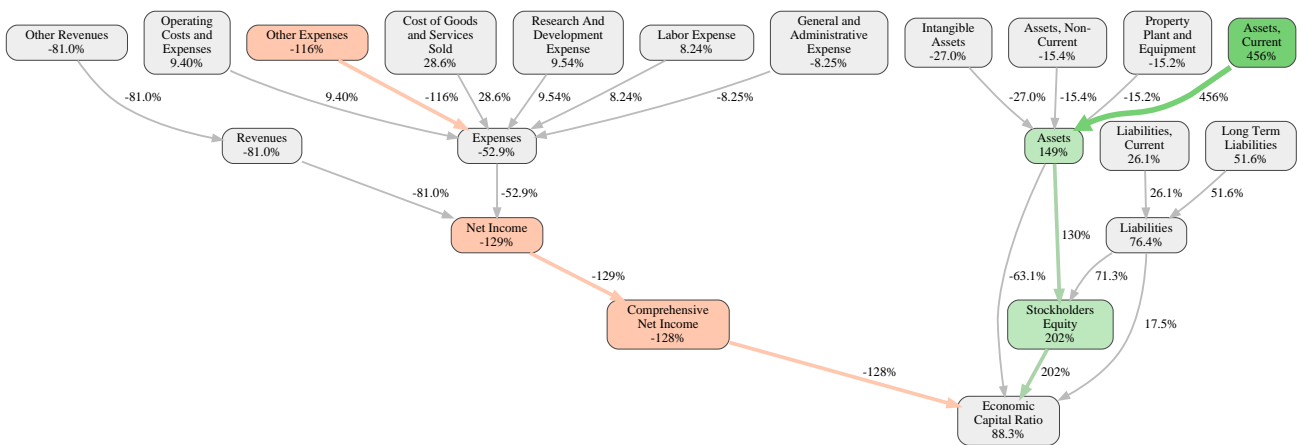 Other Revenues
-81.0%
Operating
Costs and
Expenses
9.40%
Other Expenses
-116%
Cost of Goods
and Services
Sold
28.6%
Research And
Development
Expense
9.54%
Labor Expense
8.24%
General and
Administrative
Expense
-8.25%
Intangible
Assets
-27.0%
Assets, Non-
Current
-15.4%
Property
Plant and
Equipment
-15.2%
Assets,
Current
456%
-81.0%
9.40%
-116%
28.6%
9.54%
8.24%
-8.25%
-27.0%
-15.4%
-15.2%
456%
Revenues
-81.0%
Expenses
-52.9%
Assets
149%
Liabilities,
Current
26.1%
Long Term
Liabilities
51.6%
-81.0%
-52.9%
26.1%
51.6%
Net Income
-129%
130%
Liabilities
76.4%
-129%
-63.1%
71.3%
Comprehensive
Net Income
-128%
Stockholders
Equity
202%
17.5%
-128%
202%
Economic
Capital Ratio
88.3%